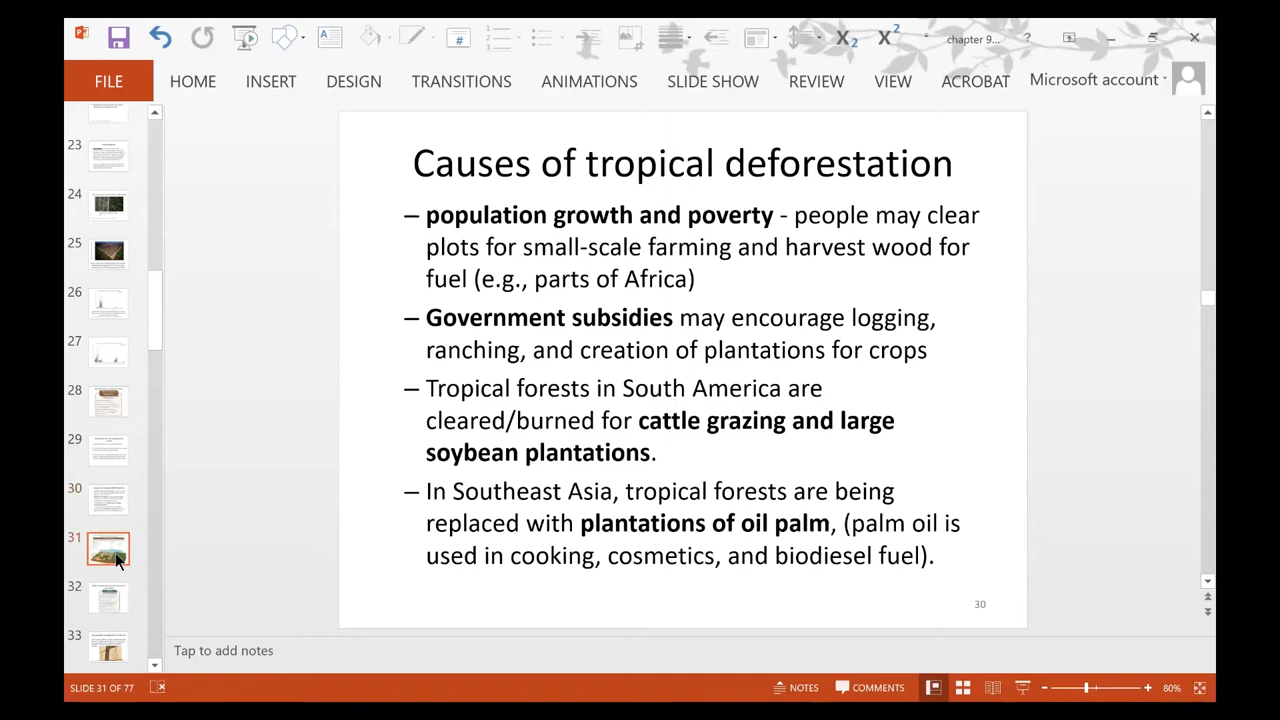 #
X₂
X²
chapter 9...
?
FILE
HOME
INSERT
DESIGN
TRANSITIONS
ANIMATIONS
SLIDE SHOW
REVIEW
VIEW
ACROBAT
Microsoft account
23
24
25
26
27
28
29
30
31
32
33
Causes of tropical deforestation
– population growth and poverty - people may clear
plots for small-scale farming and harvest wood for
fuel (e.g., parts of Africa)
– Government subsidies may encourage logging,
ranching, and creation of plantations for crops
– Tropical forests in South America are
cleared/burned for cattle grazing and large
soybean plantations.
– In Southeast Asia, tropical forests are being
replaced with plantations of oil palm, (palm oil is
used in cooking, cosmetics, and biodiesel fuel).
30
Tap to add notes
SLIDE 31 OF 77
NOTES
COMMENTS
80%